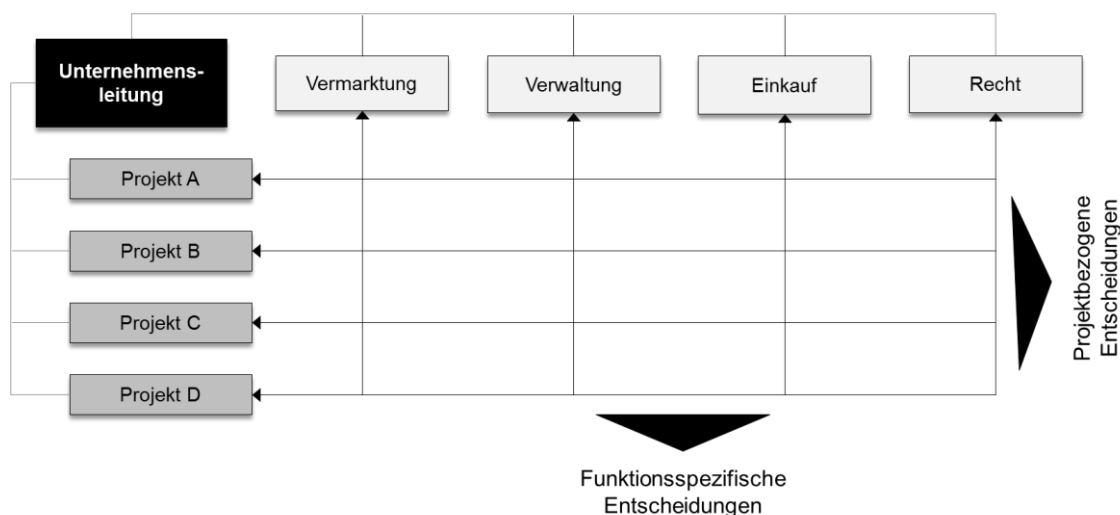 Unternehmens-
leitung
Vermarktung
Verwaltung
Einkauf
Recht
Projekt A
Projekt B
Projekt C
Projekt D
Projektbezogene
Entscheidungen
Funktionsspezifische
Entscheidungen